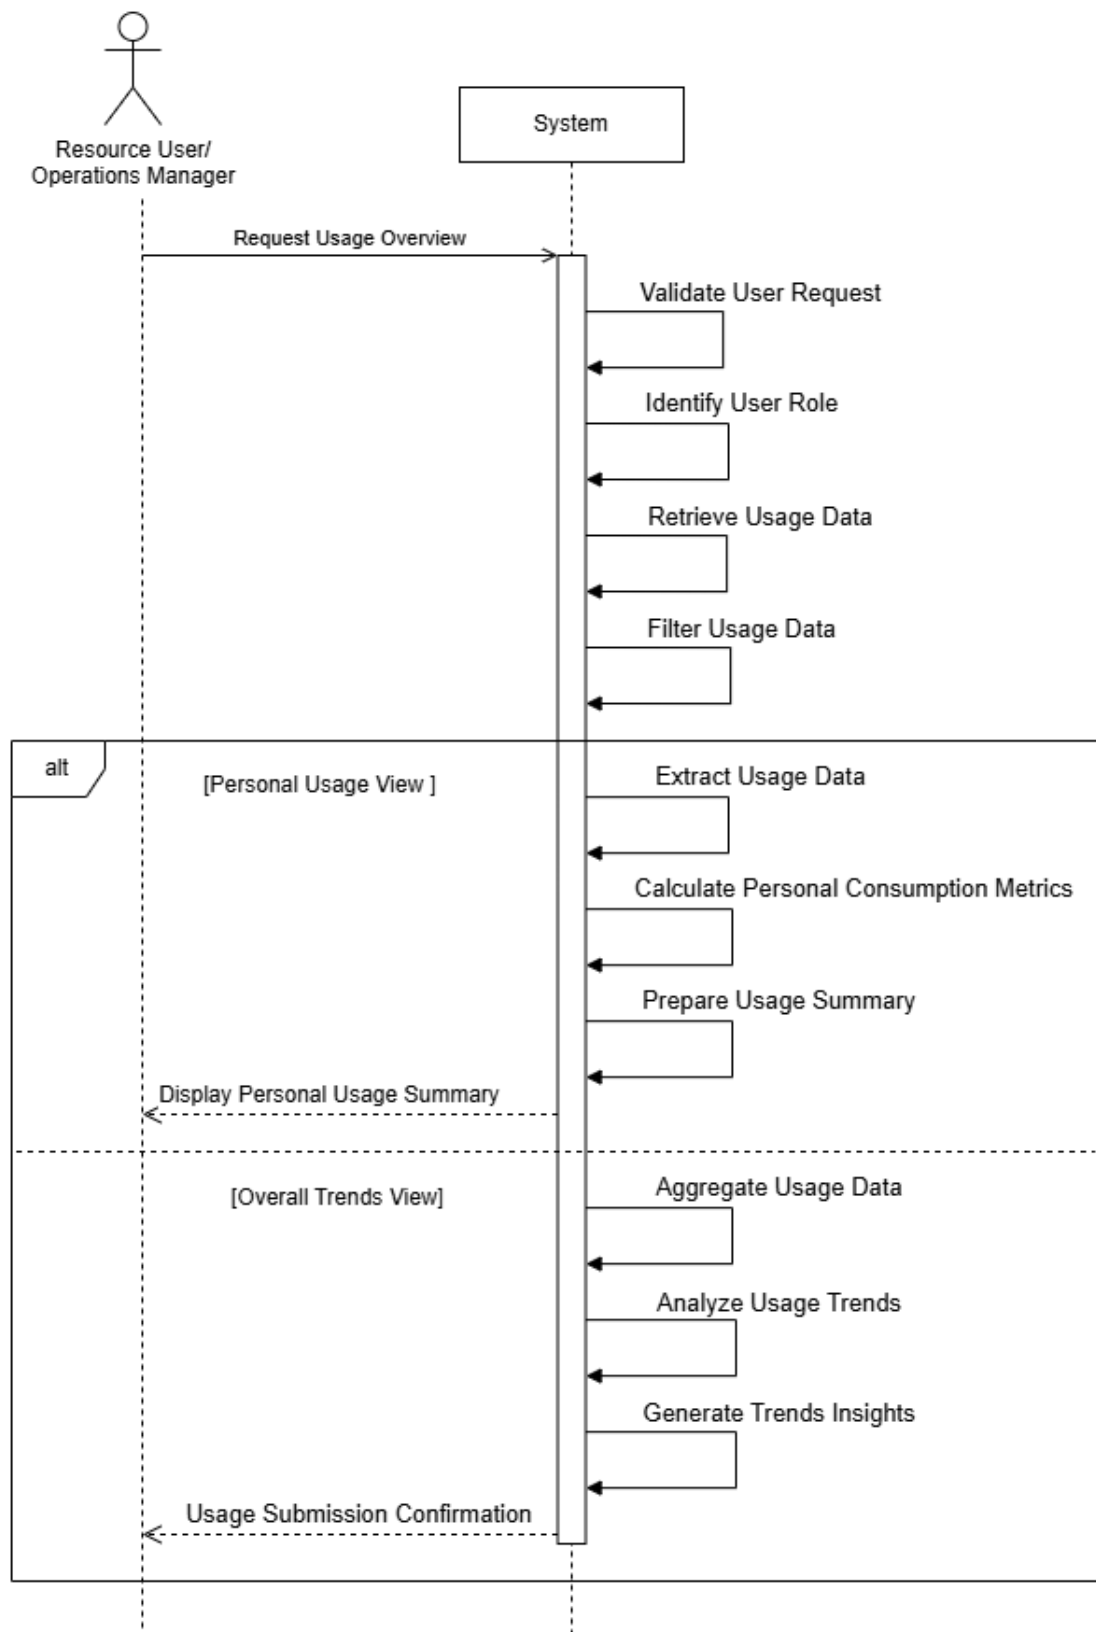 Resource User/
Operations Manager
System
Request Usage Overview
Validate User Request
Identify User Role
Retrieve Usage Data
Filter Usage Data
alt
[Personal Usage View ]
Extract Usage Data
Calculate Personal Consumption Metrics
Prepare Usage Summary
Display Personal Usage Summary
[Overall Trends View]
Aggregate Usage Data
Analyze Usage Trends
Generate Trends Insights
Usage Submission Confirmation